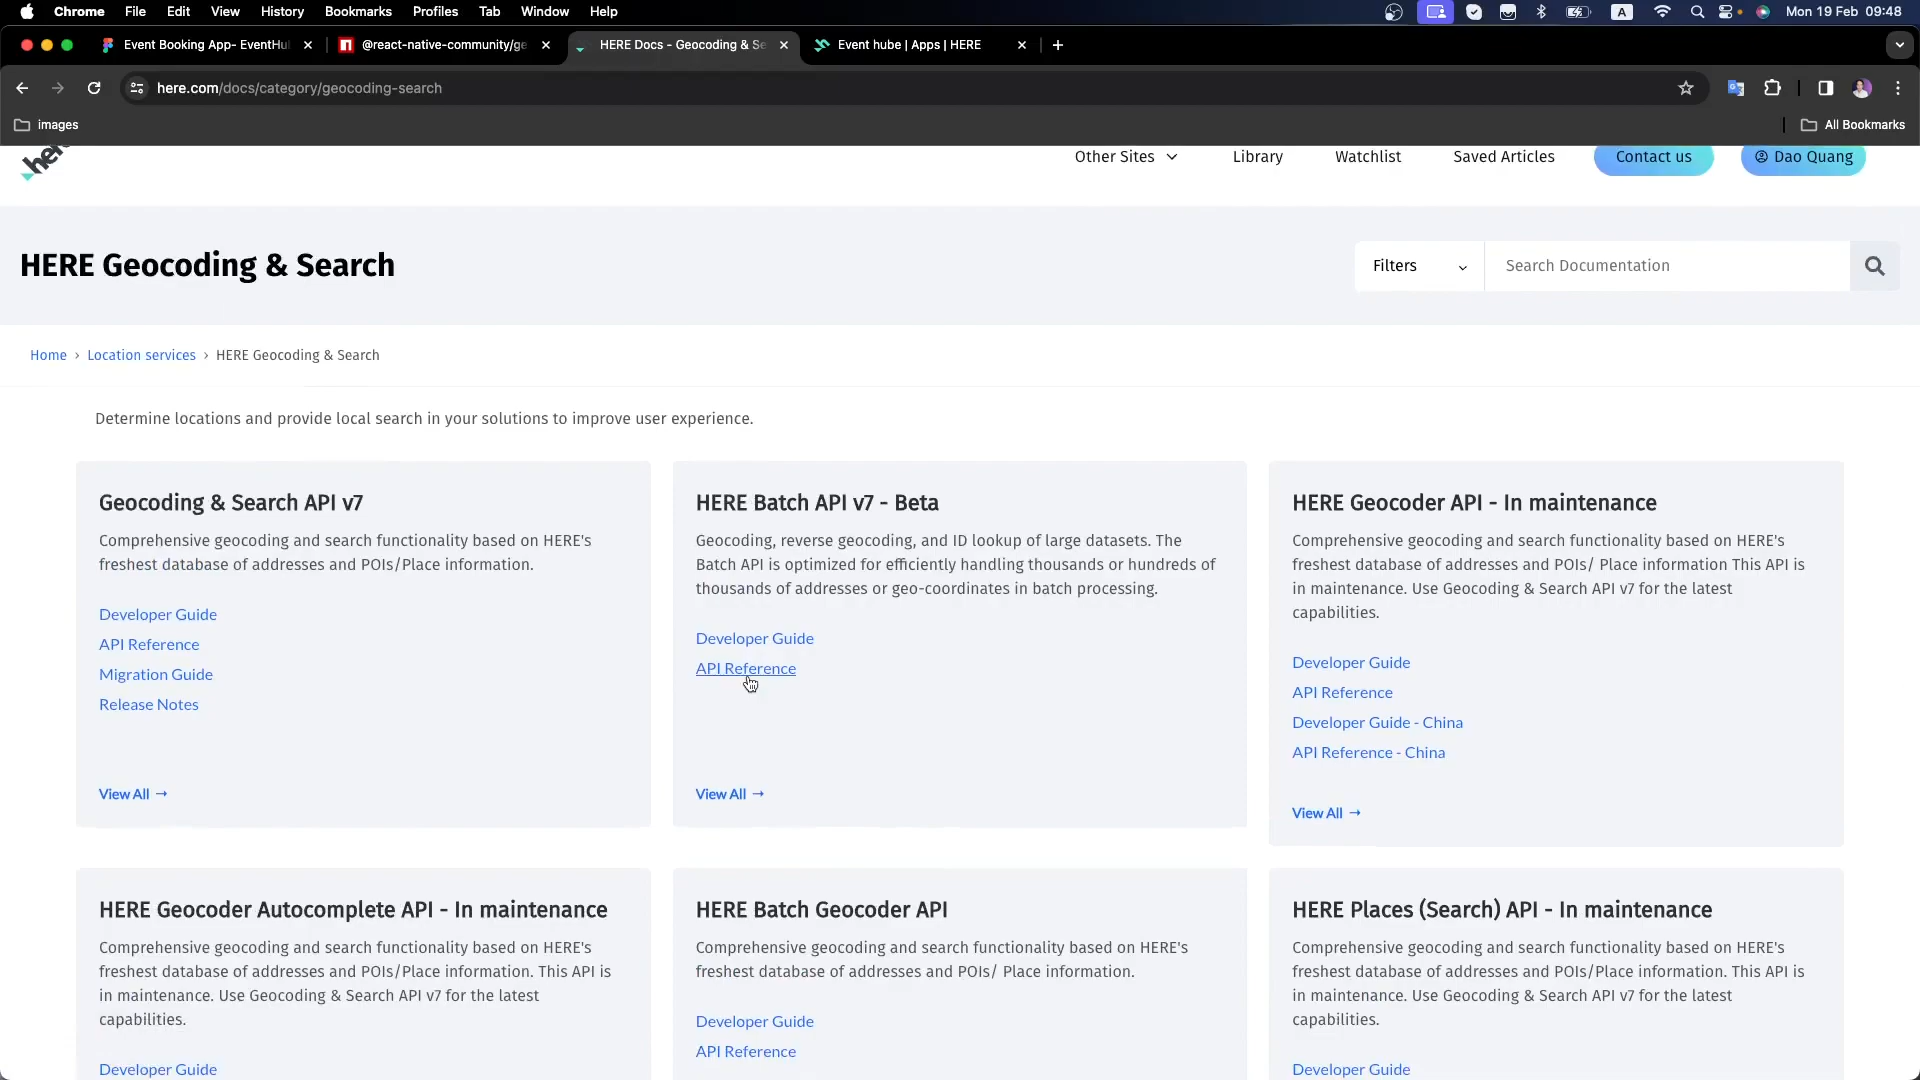 Chrome File Edit View History Bookmarks Profiles Tab Window Help A Mon 19 Feb 09:48
Event Booking App- EventHu @react-native-community/ge HERE Docs - Geocoding & Se Event hube | Apps | HERE
here.com/docs/category/geocoding-search
images All Bookmarks
here Other Sites Library Watchlist Saved Articles Contact us Dao Quang
HERE Geocoding & Search Filters Search Documentation
Home › Location services › HERE Geocoding & Search
Determine locations and provide local search in your solutions to improve user experience.
Geocoding & Search API v7
Comprehensive geocoding and search functionality based on HERE's
freshest database of addresses and POIs/Place information.
Developer Guide
API Reference
Migration Guide
Release Notes
View All →
HERE Batch API v7 - Beta
Geocoding, reverse geocoding, and ID lookup of large datasets. The
Batch API is optimized for efficiently handling thousands or hundreds of
thousands of addresses or geo-coordinates in batch processing.
Developer Guide
API Reference
View All →
HERE Geocoder API - In maintenance
Comprehensive geocoding and search functionality based on HERE's
freshest database of addresses and POIs/ Place information This API is
in maintenance. Use Geocoding & Search API v7 for the latest
capabilities.
Developer Guide
API Reference
Developer Guide - China
API Reference - China
View All →
HERE Geocoder Autocomplete API - In maintenance
Comprehensive geocoding and search functionality based on HERE's
freshest database of addresses and POIs/Place information. This API is
in maintenance. Use Geocoding & Search API v7 for the latest
capabilities.
Developer Guide
HERE Batch Geocoder API
Comprehensive geocoding and search functionality based on HERE's
freshest database of addresses and POIs/ Place information.
Developer Guide
API Reference
HERE Places (Search) API - In maintenance
Comprehensive geocoding and search functionality based on HERE's
freshest database of addresses and POIs/Place information. This API is
in maintenance. Use Geocoding & Search API v7 for the latest
capabilities.
Developer Guide